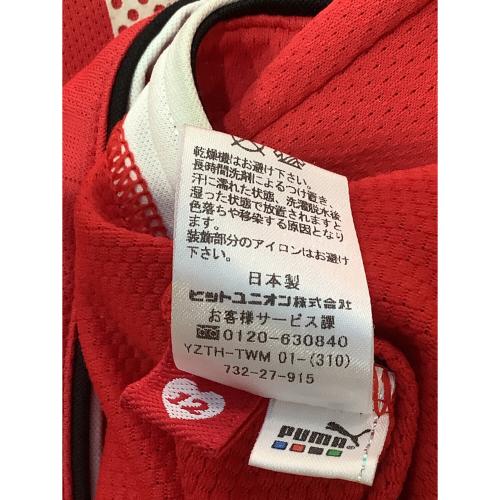 乾燥機はお避け下さい。
長時間洗剤によるつけ置き、
汗に濡れた状態、洗濯脱水後
湿った状態で放置されますと
色落ちや移染する原因となり
ます。
装飾部分のアイロンはお避け
下さい。
日本製
ヒットユニオン株式会社
お客様サービス課
0120-630840
YZTH-TWM 01-(310)
732-27-915
12
PUMA